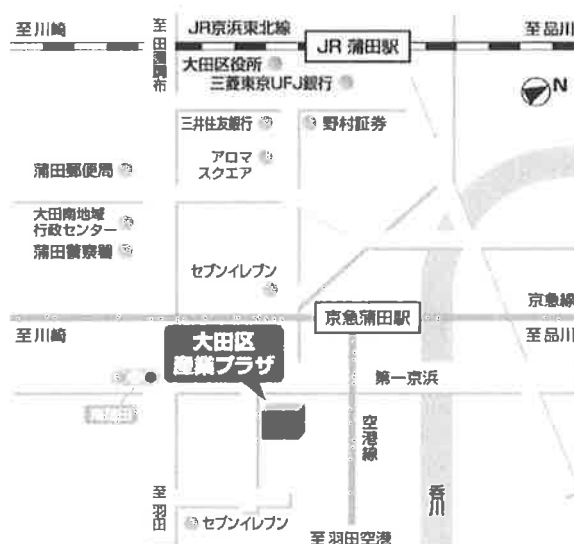 至川崎
至田園調布
JR京浜東北線
JR 蒲田駅
至品川
大田区役所
三菱東京UFJ銀行
N
三井住友銀行
野村証券
蒲田郵便局
アロマ
スクエア
大田南地域
行政センター
蒲田警察署
セブンイレブン
京急線
京急蒲田駅
至川崎
至品川
大田区
産業プラザ
第一京浜
南蒲田
空港線
呑川
至羽田
セブンイレブン
至羽田空港